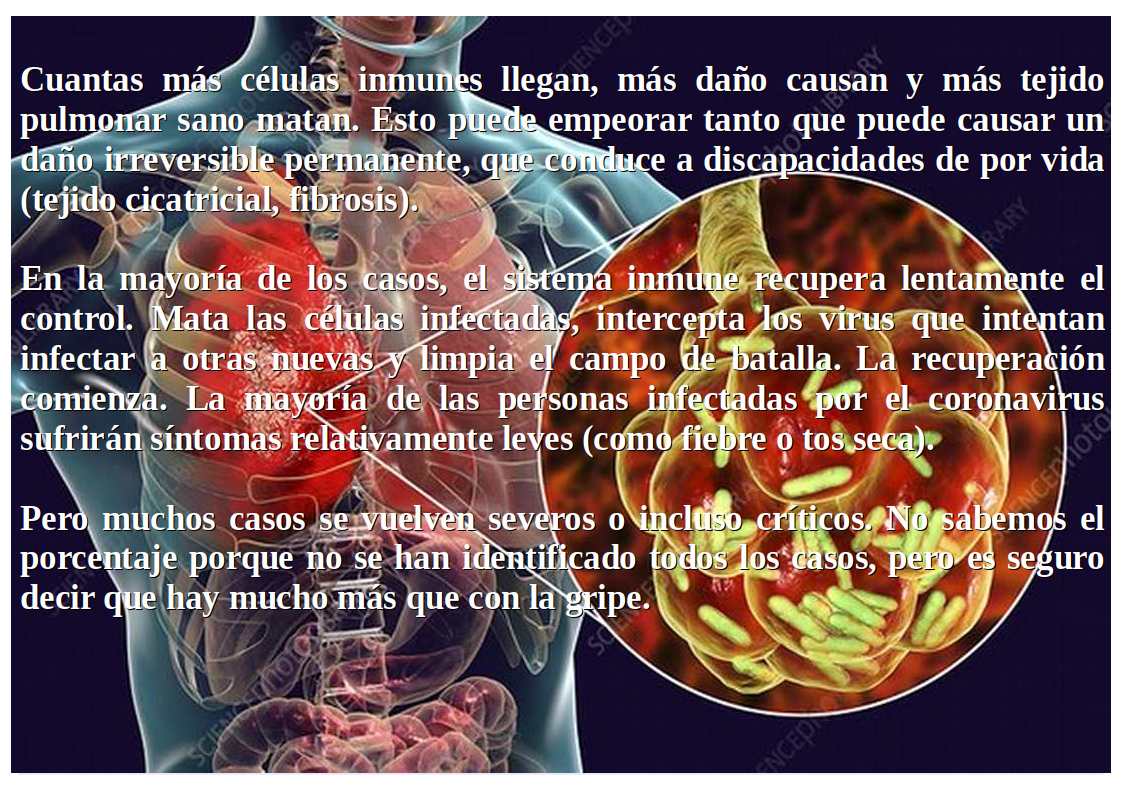 Cuantas más células inmunes llegan, más daño causan y más tejido
pulmonar sano matan. Esto puede empeorar tanto que puede causar un
daño irreversible permanente, que conduce a discapacidades de por vida
(tejido cicatricial, fibrosis).
En la mayoría de los casos, el sistema inmune recupera lentamente el
control. Mata las células infectadas, intercepta los virus que intentan
infectar a otras nuevas y limpia el campo de batalla. La recuperación
comienza. La mayoría de las personas infectadas por el coronavirus
sufrirán síntomas relativamente leves (como fiebre o tos seca).
Pero muchos casos se vuelven severos o incluso críticos. No sabemos el
porcentaje porque no se han identificado todos los casos, pero es seguro
decir que hay mucho más que con la gripe.